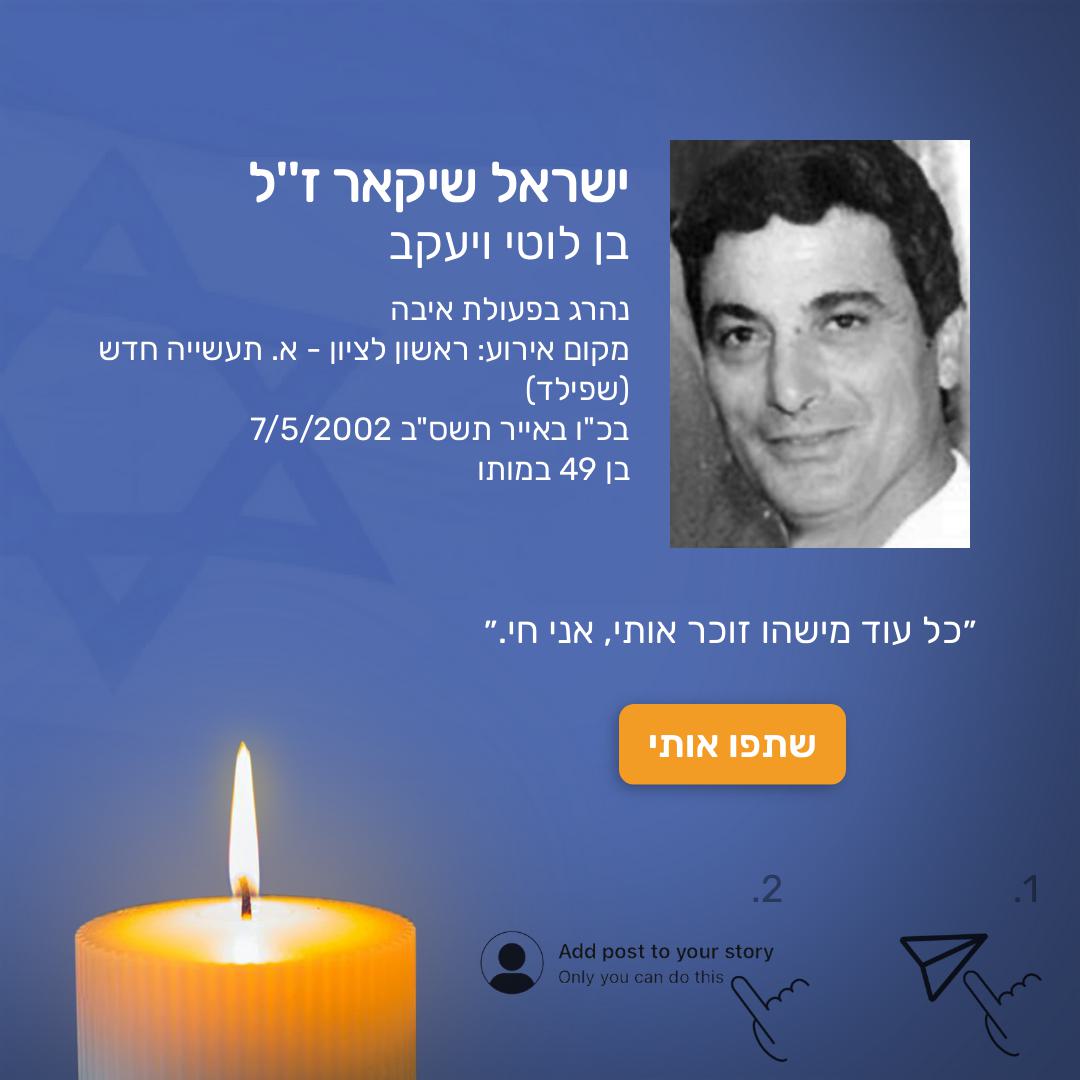 ישראל שיקאר ז"ל
בן לוטי ויעקב
נהרג בפעולת איבה
מקום אירוע: ראשון לציון - א. תעשייה חדש
(שפילד)
בכ"ו באייר תשס"ב 7/5/2002
בן 49 במותו
״כל עוד מישהו זוכר אותי, אני חי.״
שתפו אותי
.1
.2
Add post to your story
Only you can do this